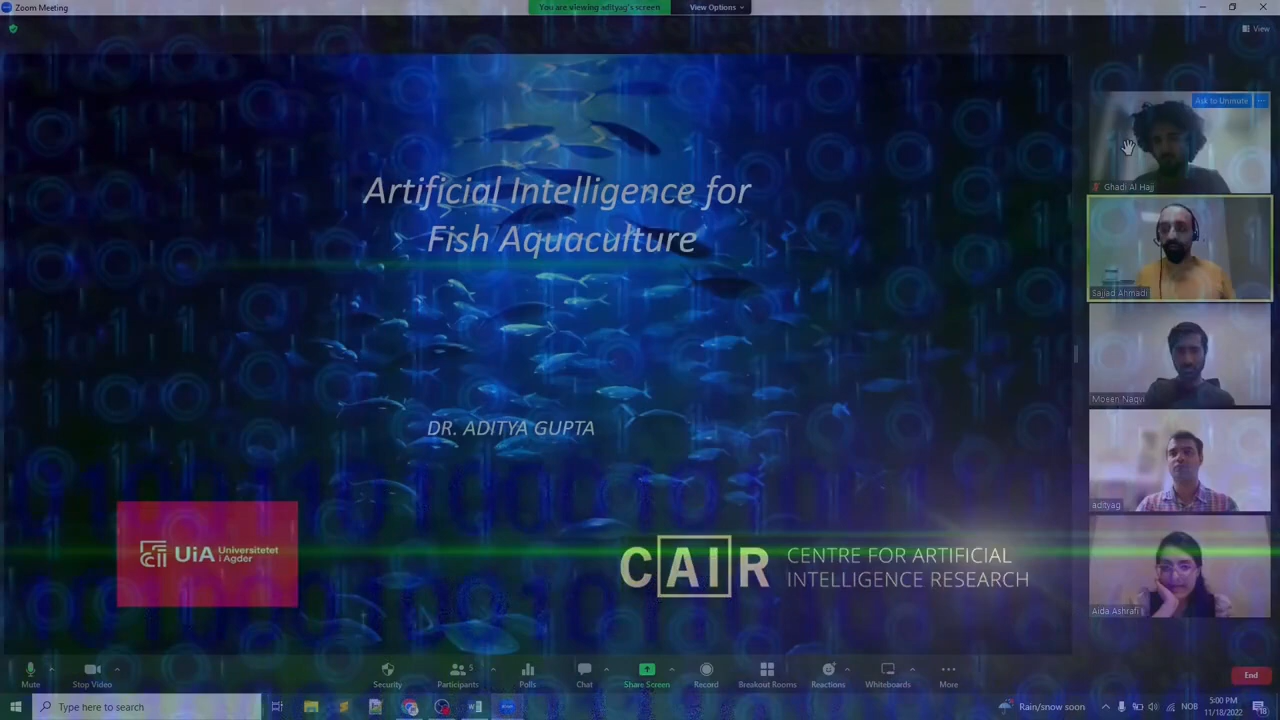 Zoom Meeting
You are viewing adityag's screen
View Options
View
Ask to Unmute
Ghadi Al Hajj
Artificial Intelligence for
Fish Aquaculture
Sajjad Ahmadi
Mosen Naqvi
DR. ADITYA GUPTA
adityag
UiA Universitetet
i Agder
CAIR CENTRE FOR ARTIFICIAL
INTELLIGENCE RESEARCH
Aida Ashrafi
Mute
Stop Video
Security
Participants 5
Polls
Chat
Share Screen
Record
Breakout Rooms
Reactions
Whiteboards
More
End
Type here to search
Rain/snow soon
NOB
5:00 PM
11/18/2022
18